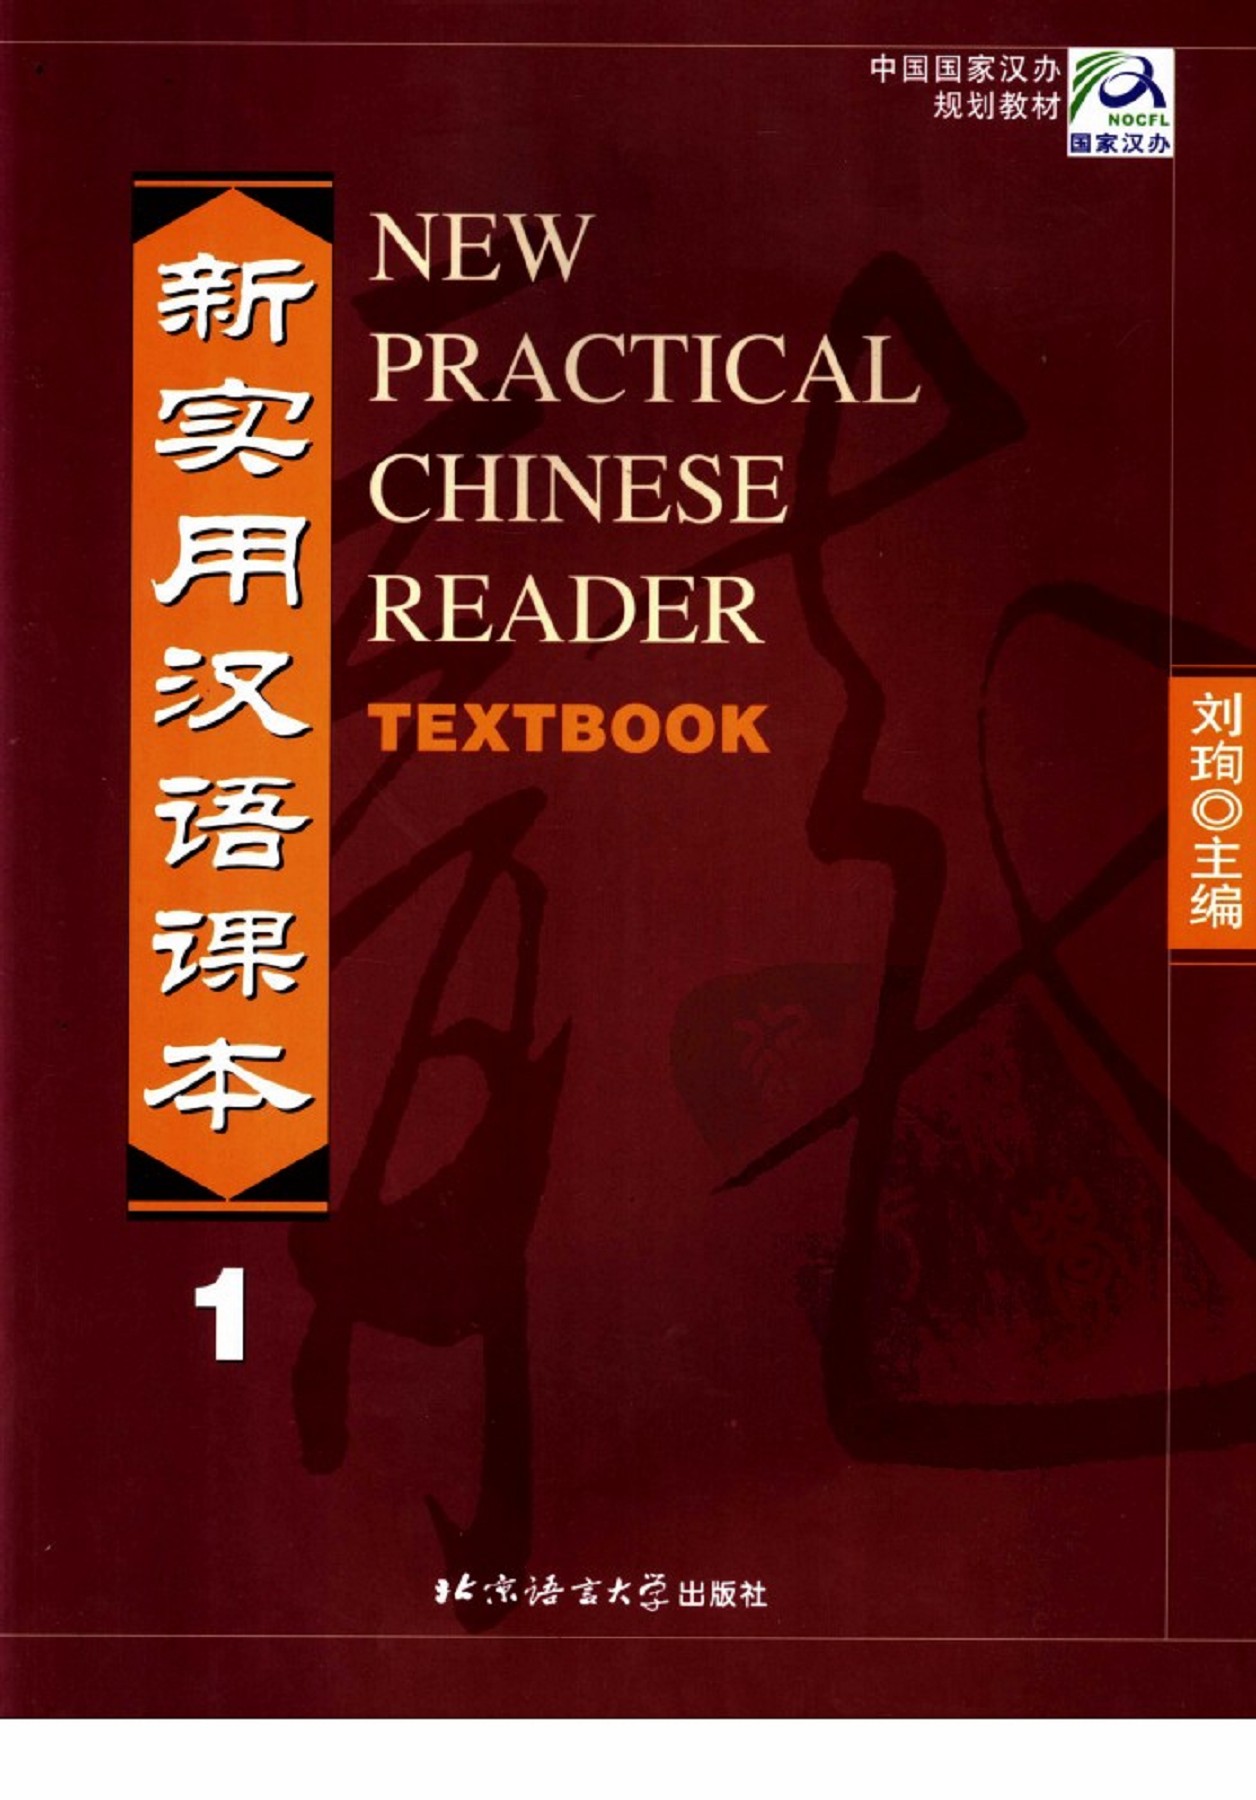 中国国家汉办
规划教材
NOCFL
国家汉办
新实用汉语课本
1
NEW
PRACTICAL
CHINESE
READER
TEXTBOOK
刘珣◎主编
北京语言大学出版社